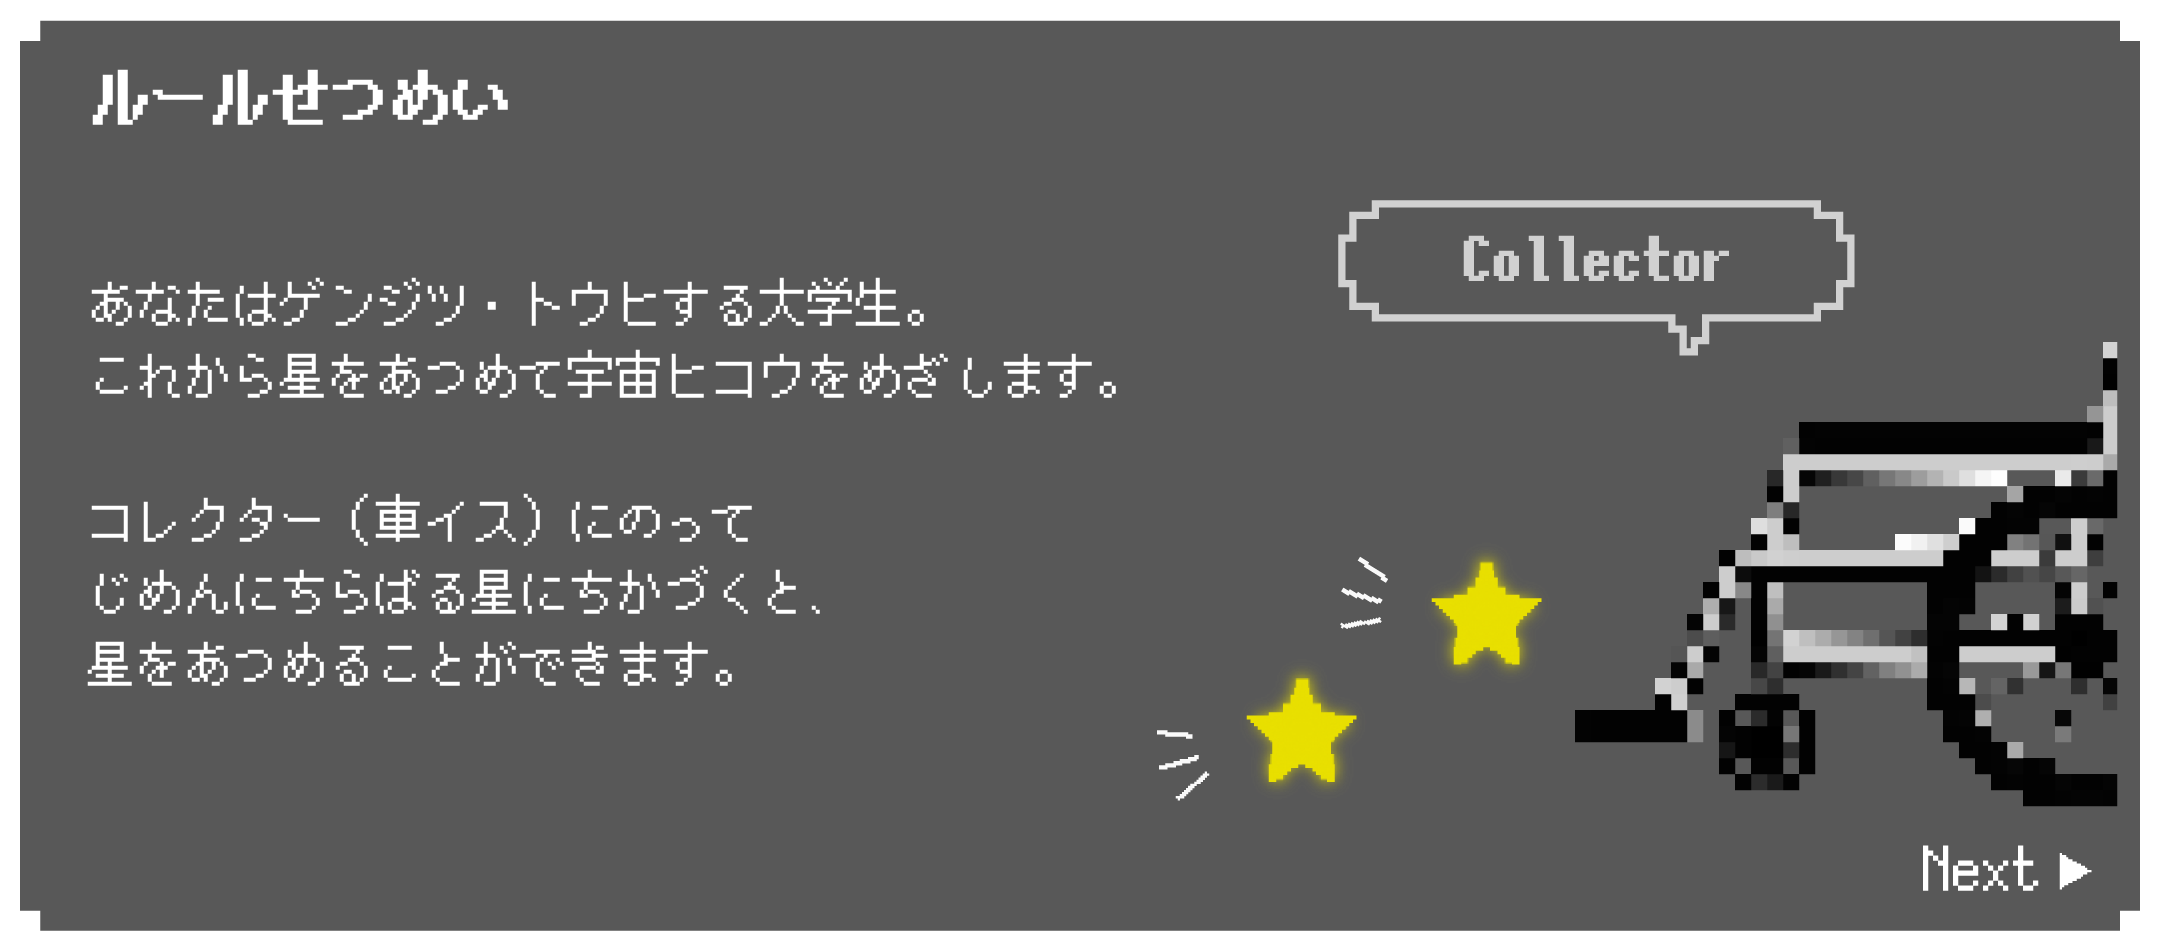 ルールせつめい
あなたはゲンジツ・トウヒする大学生。
これから星をあつめて宇宙ヒコウをめざします。
コレクター（車イス）にのって
じめんにちらばる星にちかづくと、
星をあつめることができます。
Collector
Next ▶